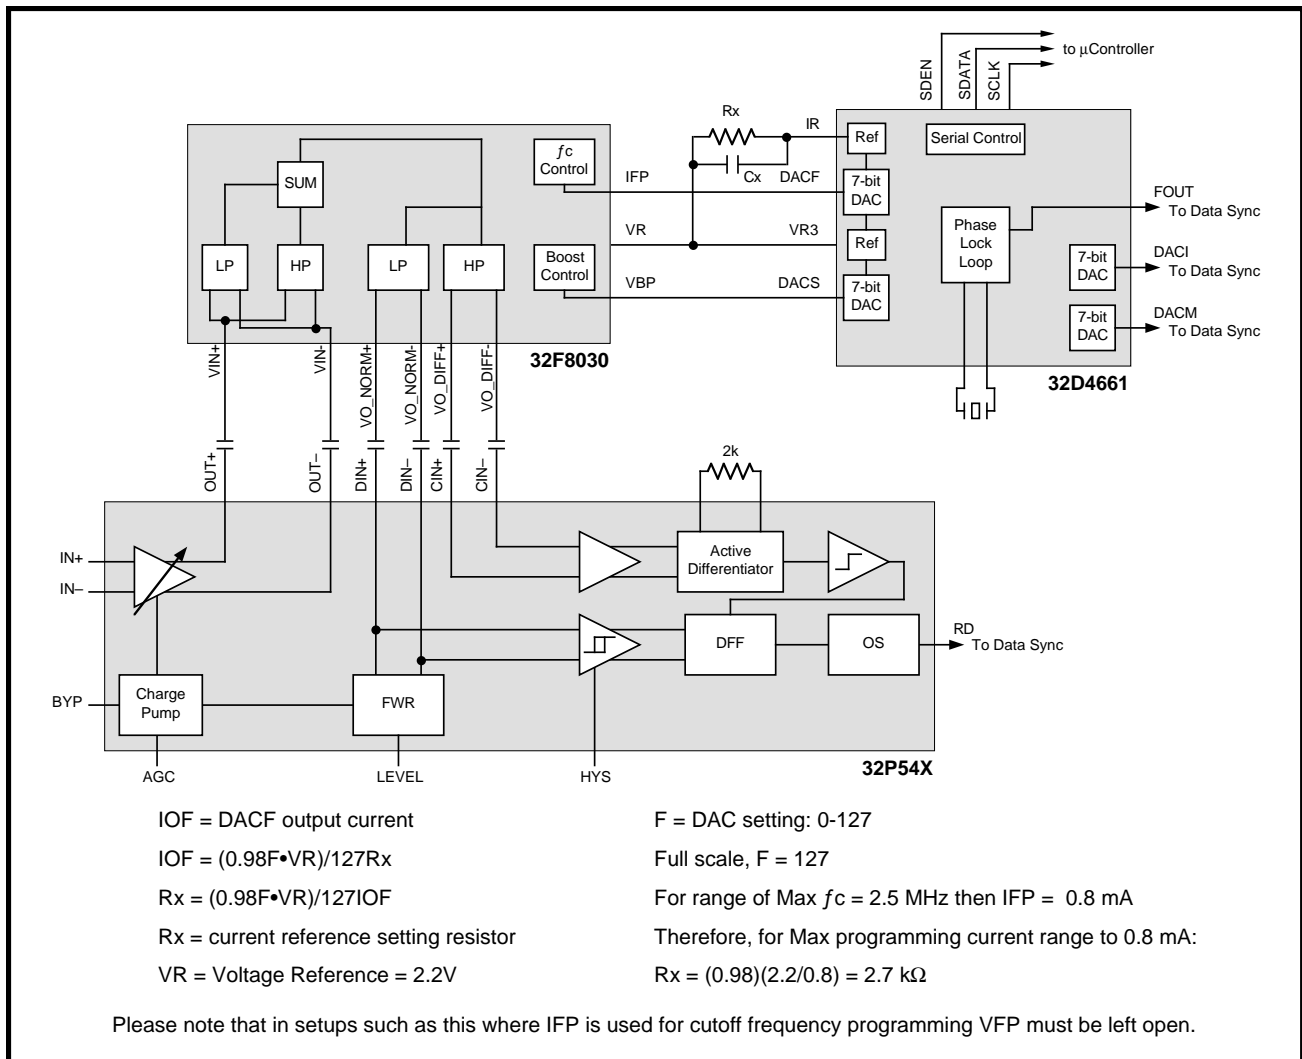 SDEN
SDATA
SCLK
to µController
Rx
IR
Ref
Serial Control
ƒc
Control
SUM
Cx
IFP
DACF
7-bit
DAC
FOUT
To Data Sync
Phase
Lock
Loop
VR
VR3
Ref
LP
HP
LP
HP
Boost
Control
7-bit
DAC
DACI
To Data Sync
VBP
DACS
7-bit
DAC
7-bit
DAC
DACM
To Data Sync
VIN+
VIN-
VO_NORM+
VO_NORM-
VO_DIFF+
VO_DIFF-
32F8030
32D4661
OUT+
OUT–
DIN+
DIN–
CIN+
CIN–
2k
IN+
IN–
Active
Differentiator
DFF
OS
RD
To Data Sync
BYP
Charge
Pump
FWR
AGC
LEVEL
HYS
32P54X
IOF = DACF output current
IOF = (0.98F•VR)/127Rx
Rx = (0.98F•VR)/127IOF
Rx = current reference setting resistor
VR = Voltage Reference = 2.2V
F = DAC setting: 0-127
Full scale, F = 127
For range of Max ƒc = 2.5 MHz then IFP = 0.8 mA
Therefore, for Max programming current range to 0.8 mA:
Rx = (0.98)(2.2/0.8) = 2.7 kΩ
Please note that in setups such as this where IFP is used for cutoff frequency programming VFP must be left open.